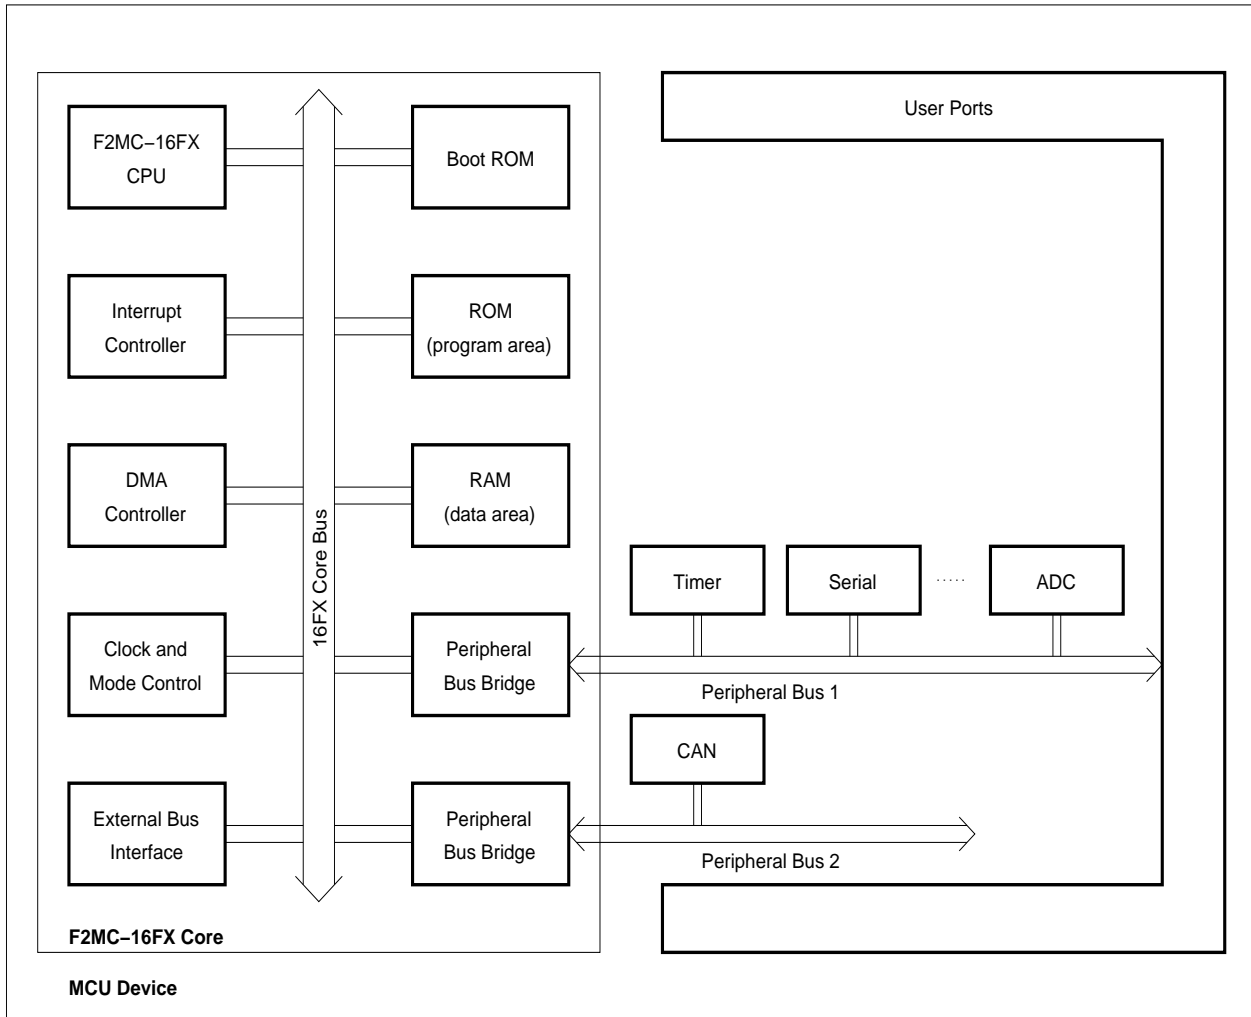 User Ports
F2MC−16FX
CPU
Boot ROM
Interrupt
Controller
ROM
(program area)
DMA
Controller
RAM
(data area)
16FX Core Bus
Timer
Serial
.....
ADC
Clock and
Mode Control
Peripheral
Bus Bridge
Peripheral Bus 1
CAN
External Bus
Interface
Peripheral
Bus Bridge
Peripheral Bus 2
F2MC−16FX Core
MCU Device